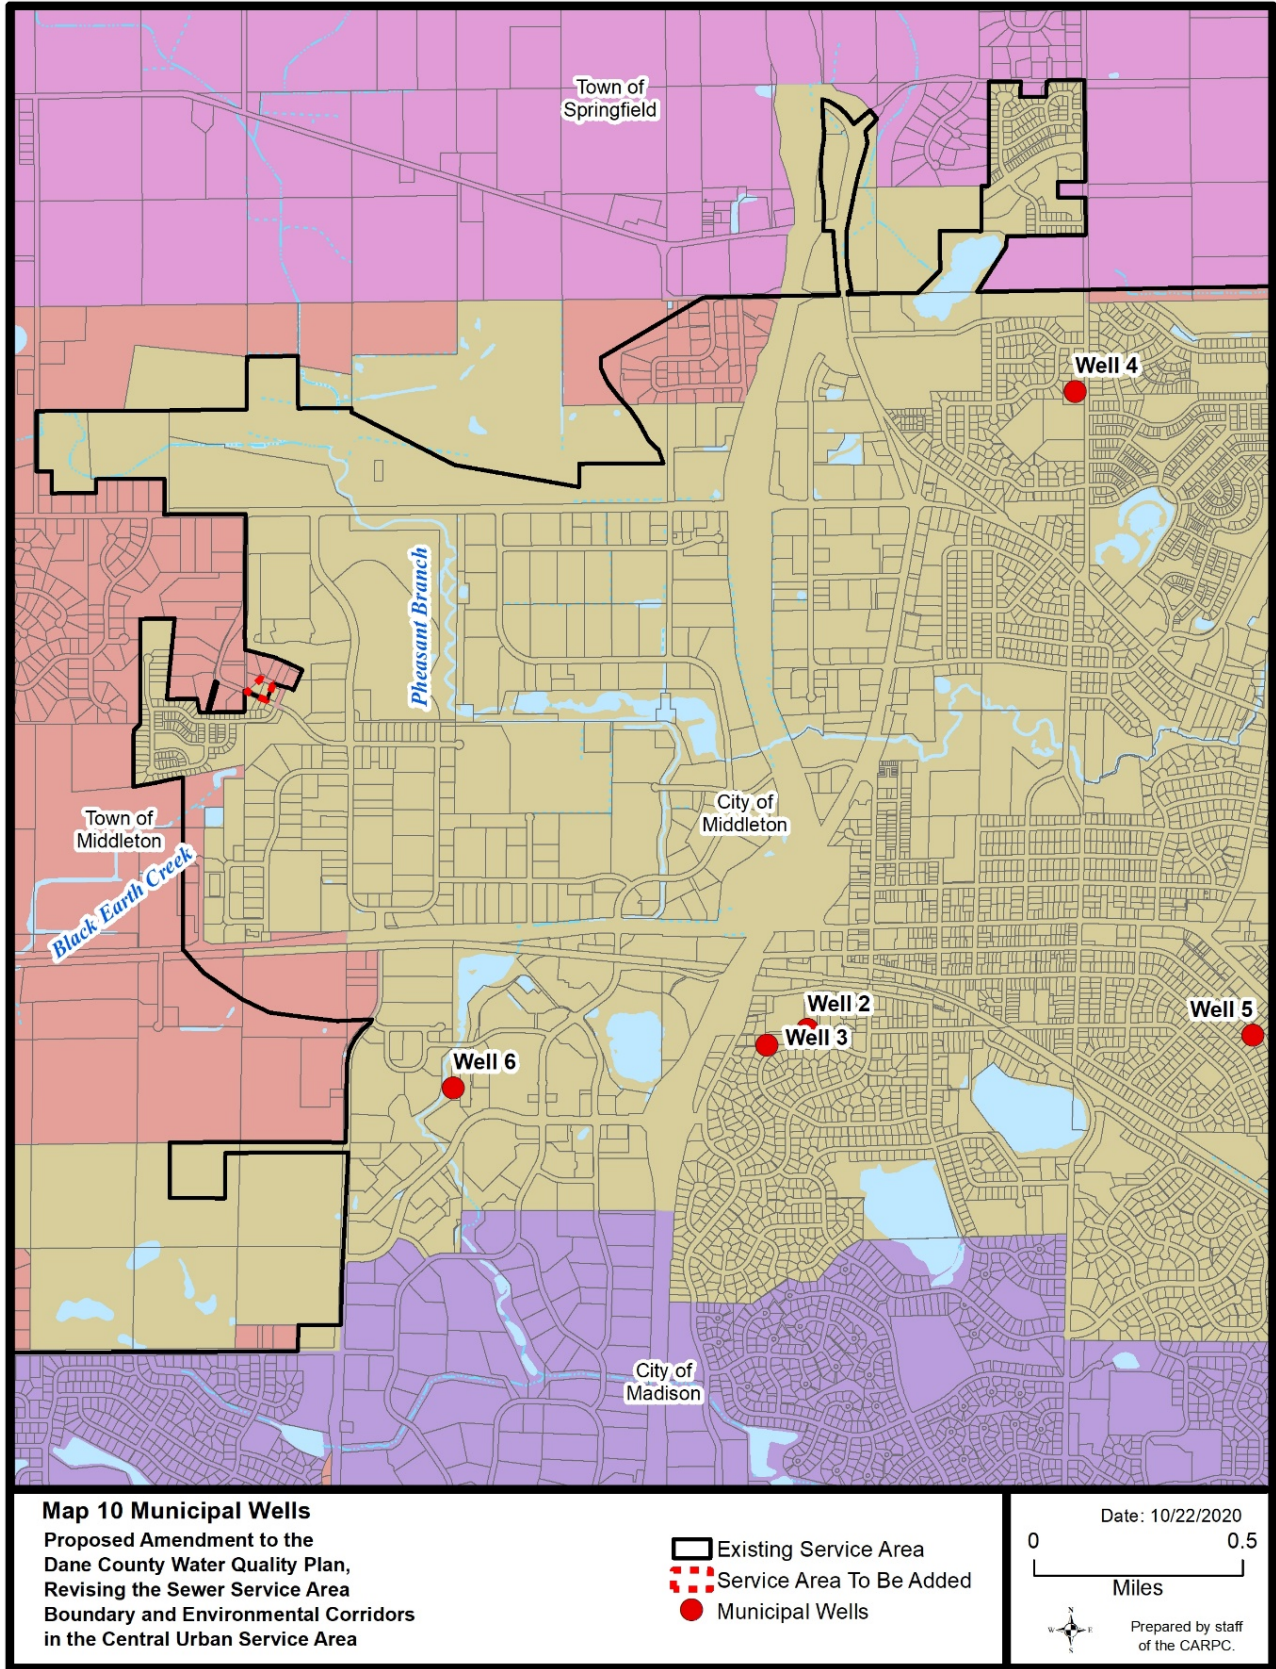 Town of
Springfield
Well 4
Pheasant Branch
Town of
Middleton
City of
Middleton
Black Earth Creek
Well 2
Well 3
Well 5
Well 6
City of
Madison
Map 10 Municipal Wells
Proposed Amendment to the
Dane County Water Quality Plan,
Revising the Sewer Service Area
Boundary and Environmental Corridors
in the Central Urban Service Area
Existing Service Area
Service Area To Be Added
Municipal Wells
Date: 10/22/2020
0 0.5
Miles
N
W E
S
Prepared by staff
of the CARPC.